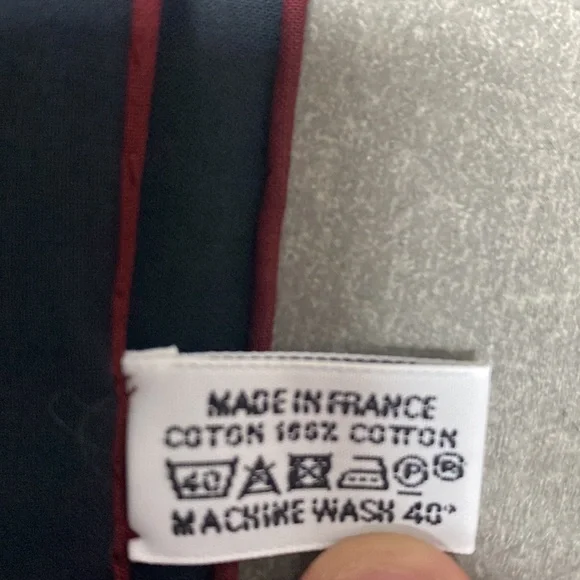 MADE IN FRANCE
COTON 100% COTTON
40 P R
MACHINE WASH 40°